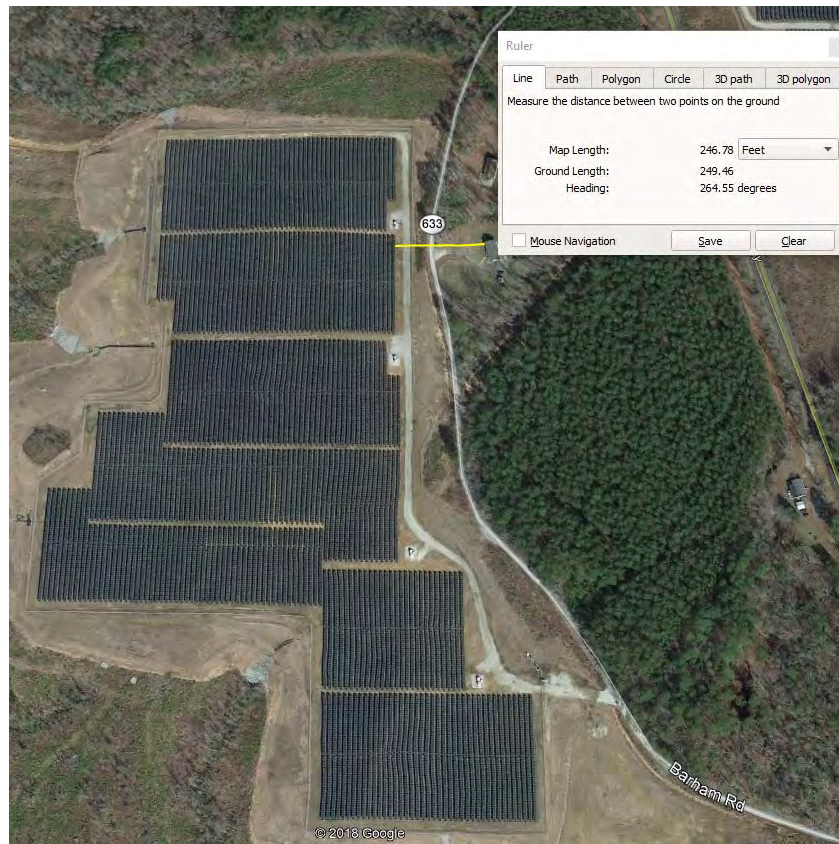 Ruler
Line Path Polygon Circle 3D path 3D polygon
Measure the distance between two points on the ground
Map Length: 246.78 Feet
Ground Length: 249.46
Heading: 264.55 degrees
Mouse Navigation Save Clear
633
Barham Rd
© 2018 Google